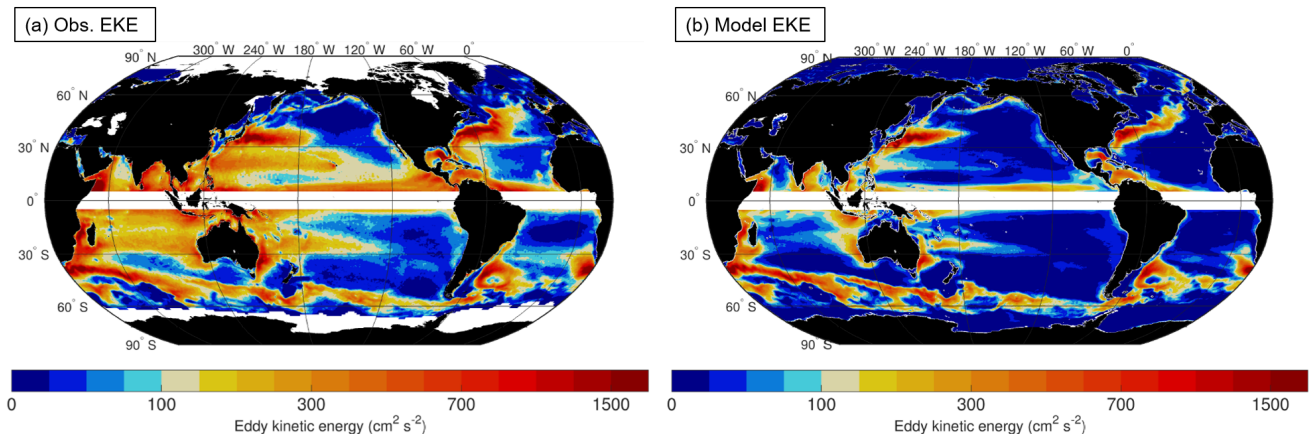 (a) Obs. EKE
300° W 240° W 180° W 120° W 60° W 0°
90° N
60° N
30° N
0°
30° S
60° S
90° S
0 100 300 700 1500
Eddy kinetic energy (cm² s⁻²)
(b) Model EKE
300° W 240° W 180° W 120° W 60° W 0°
90° N
60° N
30° N
0°
30° S
60° S
90° S
0 100 300 700 1500
Eddy kinetic energy (cm² s⁻²)